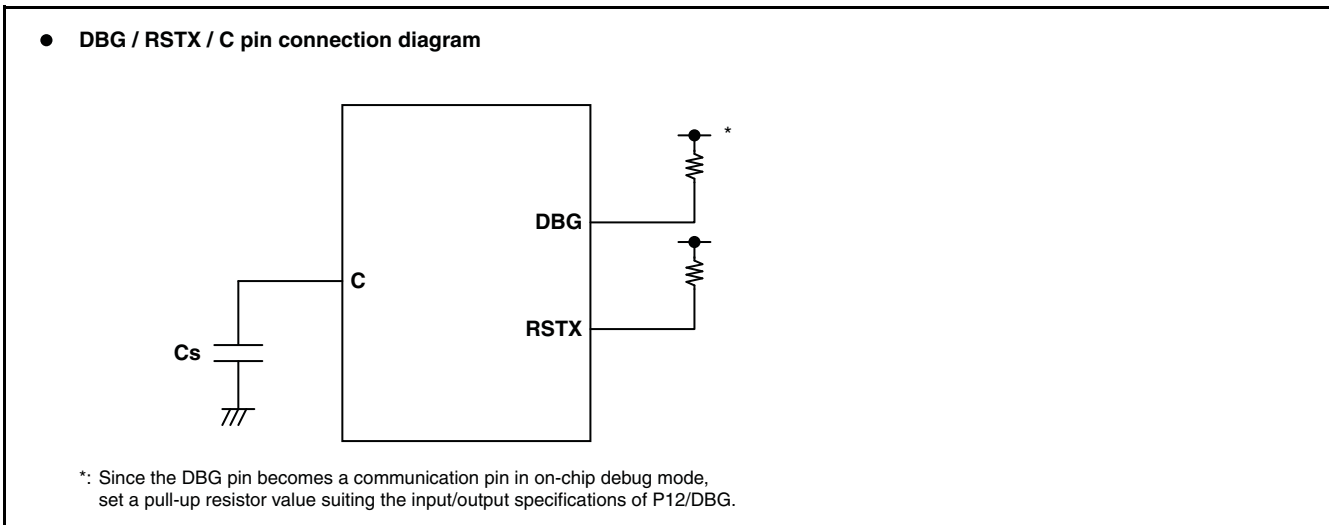 ● DBG / RSTX / C pin connection diagram
*
DBG
C
RSTX
Cs
*: Since the DBG pin becomes a communication pin in on-chip debug mode,
set a pull-up resistor value suiting the input/output specifications of P12/DBG.